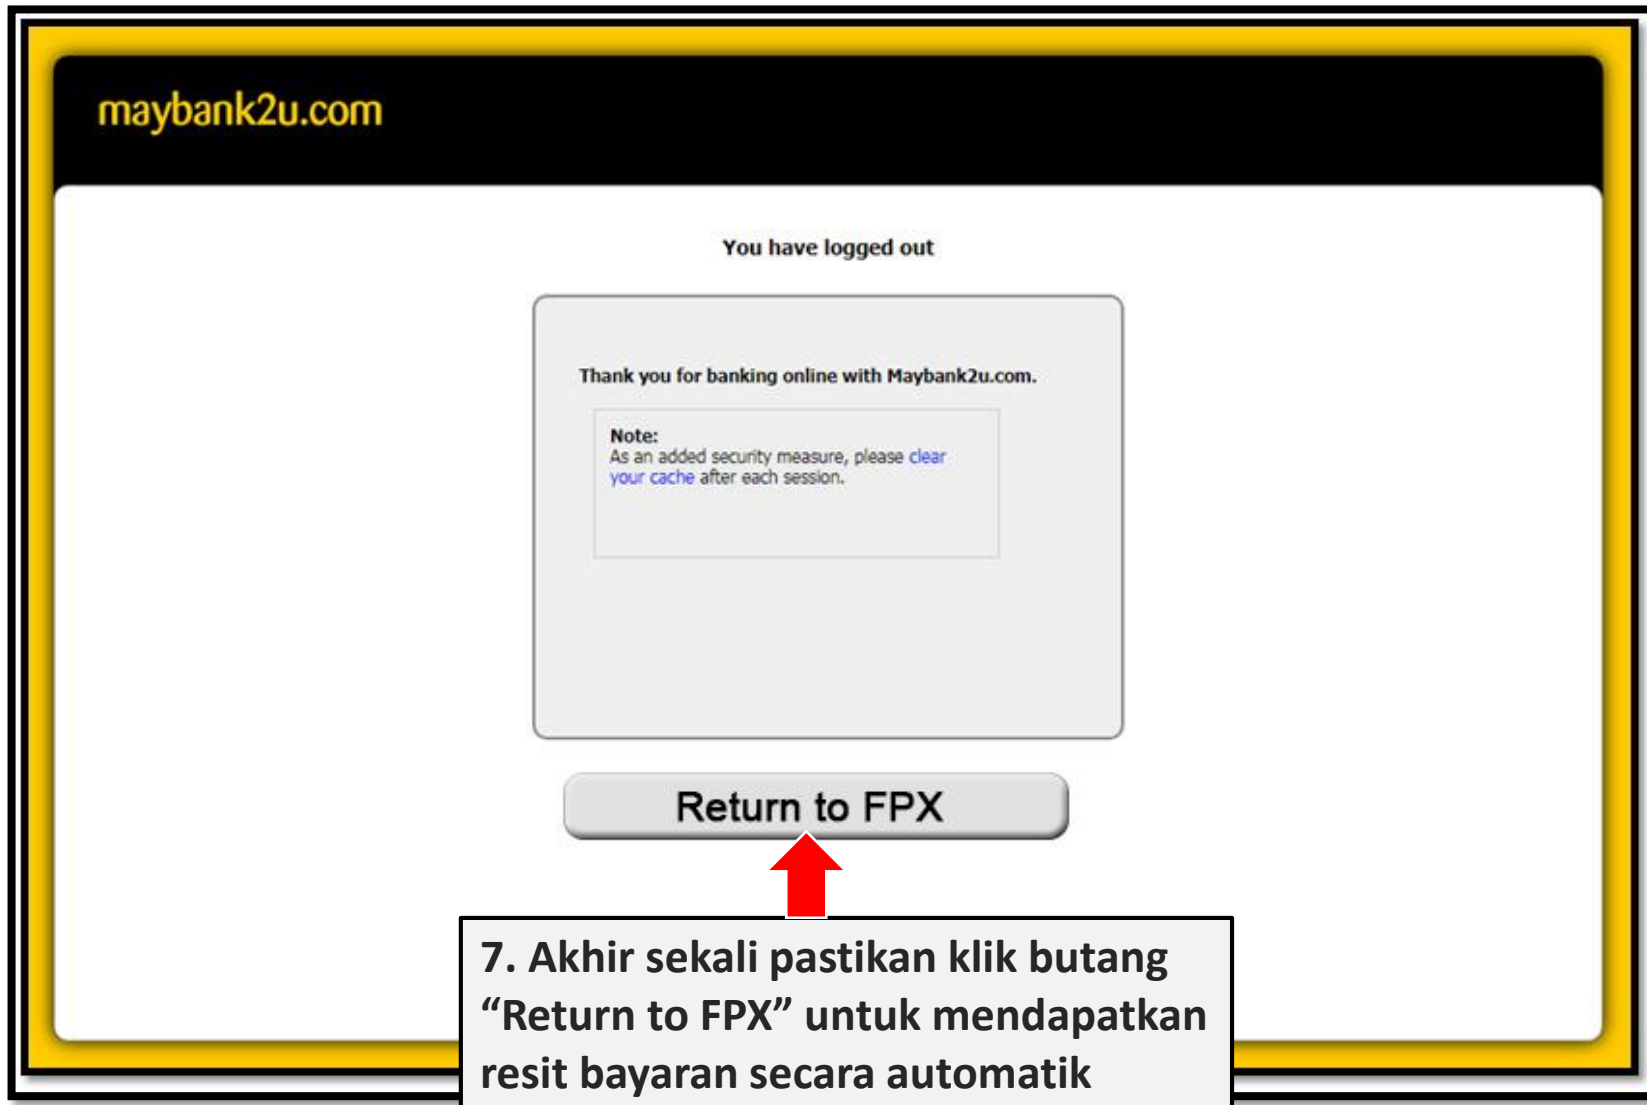 maybank2u.com
You have logged out
Thank you for banking online with Maybank2u.com.
Note:
As an added security measure, please clear
your cache after each session.
Return to FPX
7. Akhir sekali pastikan klik butang
“Return to FPX” untuk mendapatkan
resit bayaran secara automatik